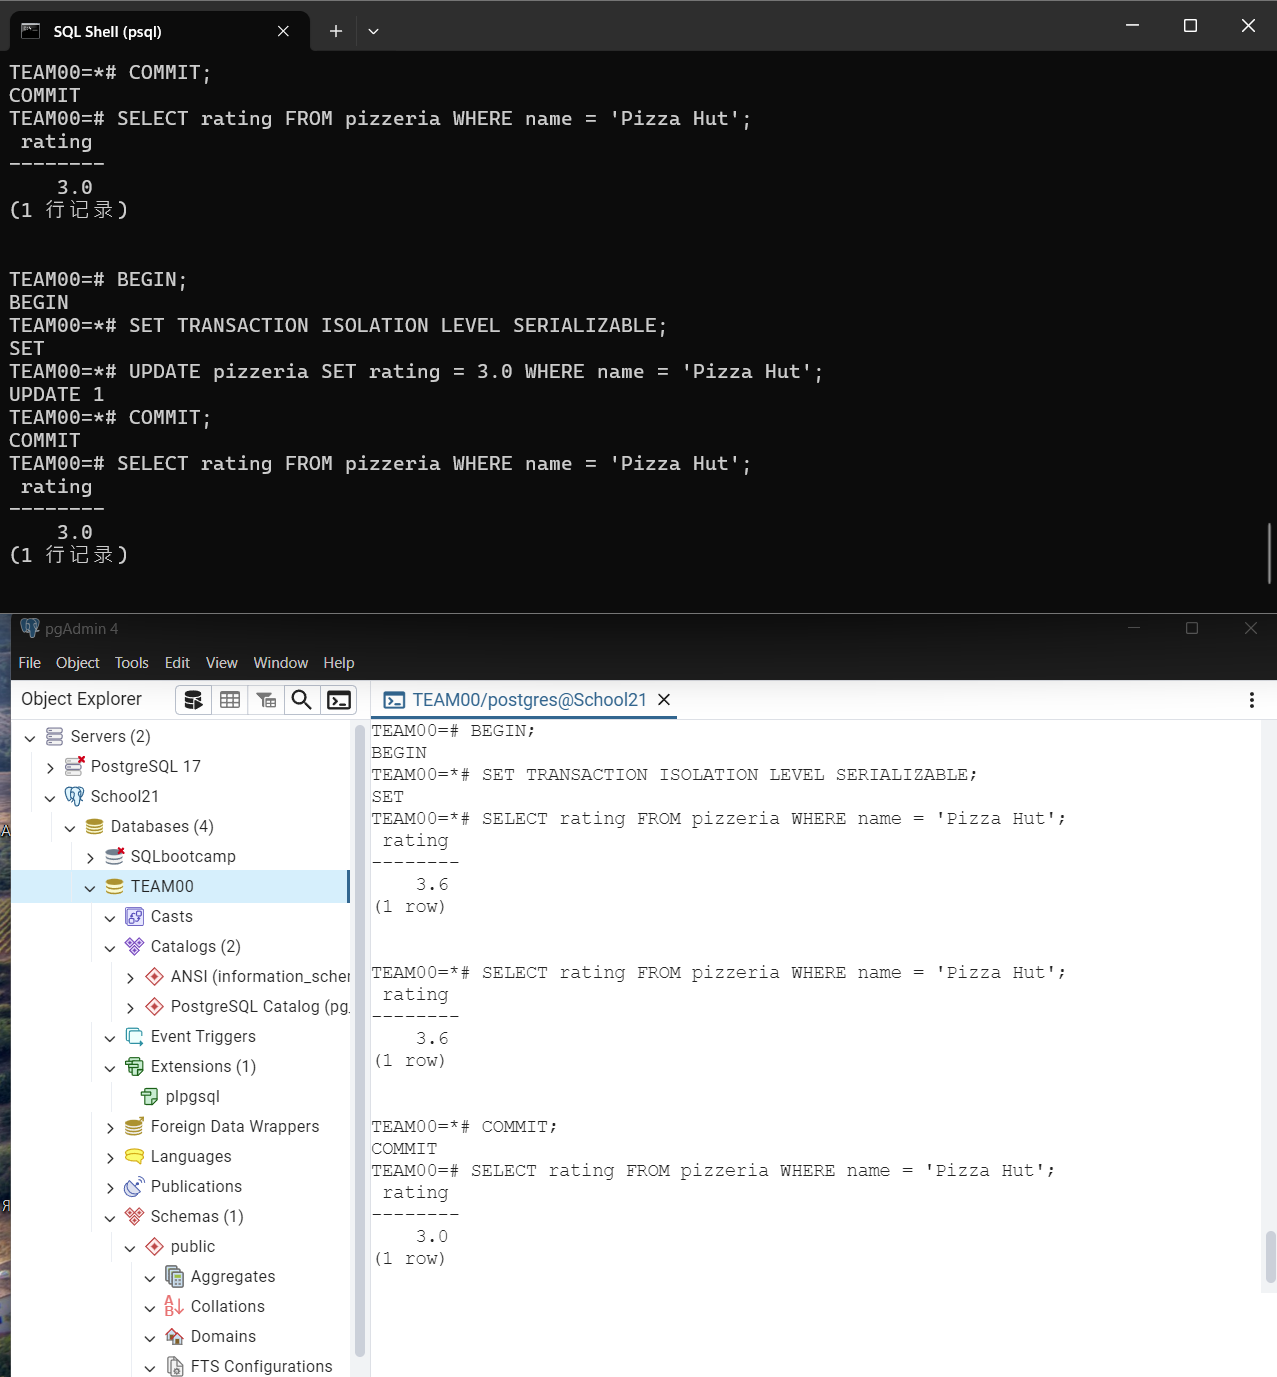 SQL Shell (psql)
TEAM00=*# COMMIT;
COMMIT
TEAM00=# SELECT rating FROM pizzeria WHERE name = 'Pizza Hut';
rating
--------
3.0
(1 行记录)
TEAM00=# BEGIN;
BEGIN
TEAM00=*# SET TRANSACTION ISOLATION LEVEL SERIALIZABLE;
SET
TEAM00=*# UPDATE pizzeria SET rating = 3.0 WHERE name = 'Pizza Hut';
UPDATE 1
TEAM00=*# COMMIT;
COMMIT
TEAM00=# SELECT rating FROM pizzeria WHERE name = 'Pizza Hut';
rating
--------
3.0
(1 行记录)
pgAdmin 4
File Object Tools Edit View Window Help
Object Explorer
Servers (2)
PostgreSQL 17
School21
Databases (4)
SQLbootcamp
TEAM00
Casts
Catalogs (2)
ANSI (information_scher
PostgreSQL Catalog (pg_
Event Triggers
Extensions (1)
plpgsql
Foreign Data Wrappers
Languages
Publications
Schemas (1)
public
Aggregates
Collations
Domains
FTS Configurations
TEAM00/postgres@School21
TEAM00=# BEGIN;
BEGIN
TEAM00=*# SET TRANSACTION ISOLATION LEVEL SERIALIZABLE;
SET
TEAM00=*# SELECT rating FROM pizzeria WHERE name = 'Pizza Hut';
rating
--------
3.6
(1 row)
TEAM00=*# SELECT rating FROM pizzeria WHERE name = 'Pizza Hut';
rating
--------
3.6
(1 row)
TEAM00=*# COMMIT;
COMMIT
TEAM00=# SELECT rating FROM pizzeria WHERE name = 'Pizza Hut';
rating
--------
3.0
(1 row)